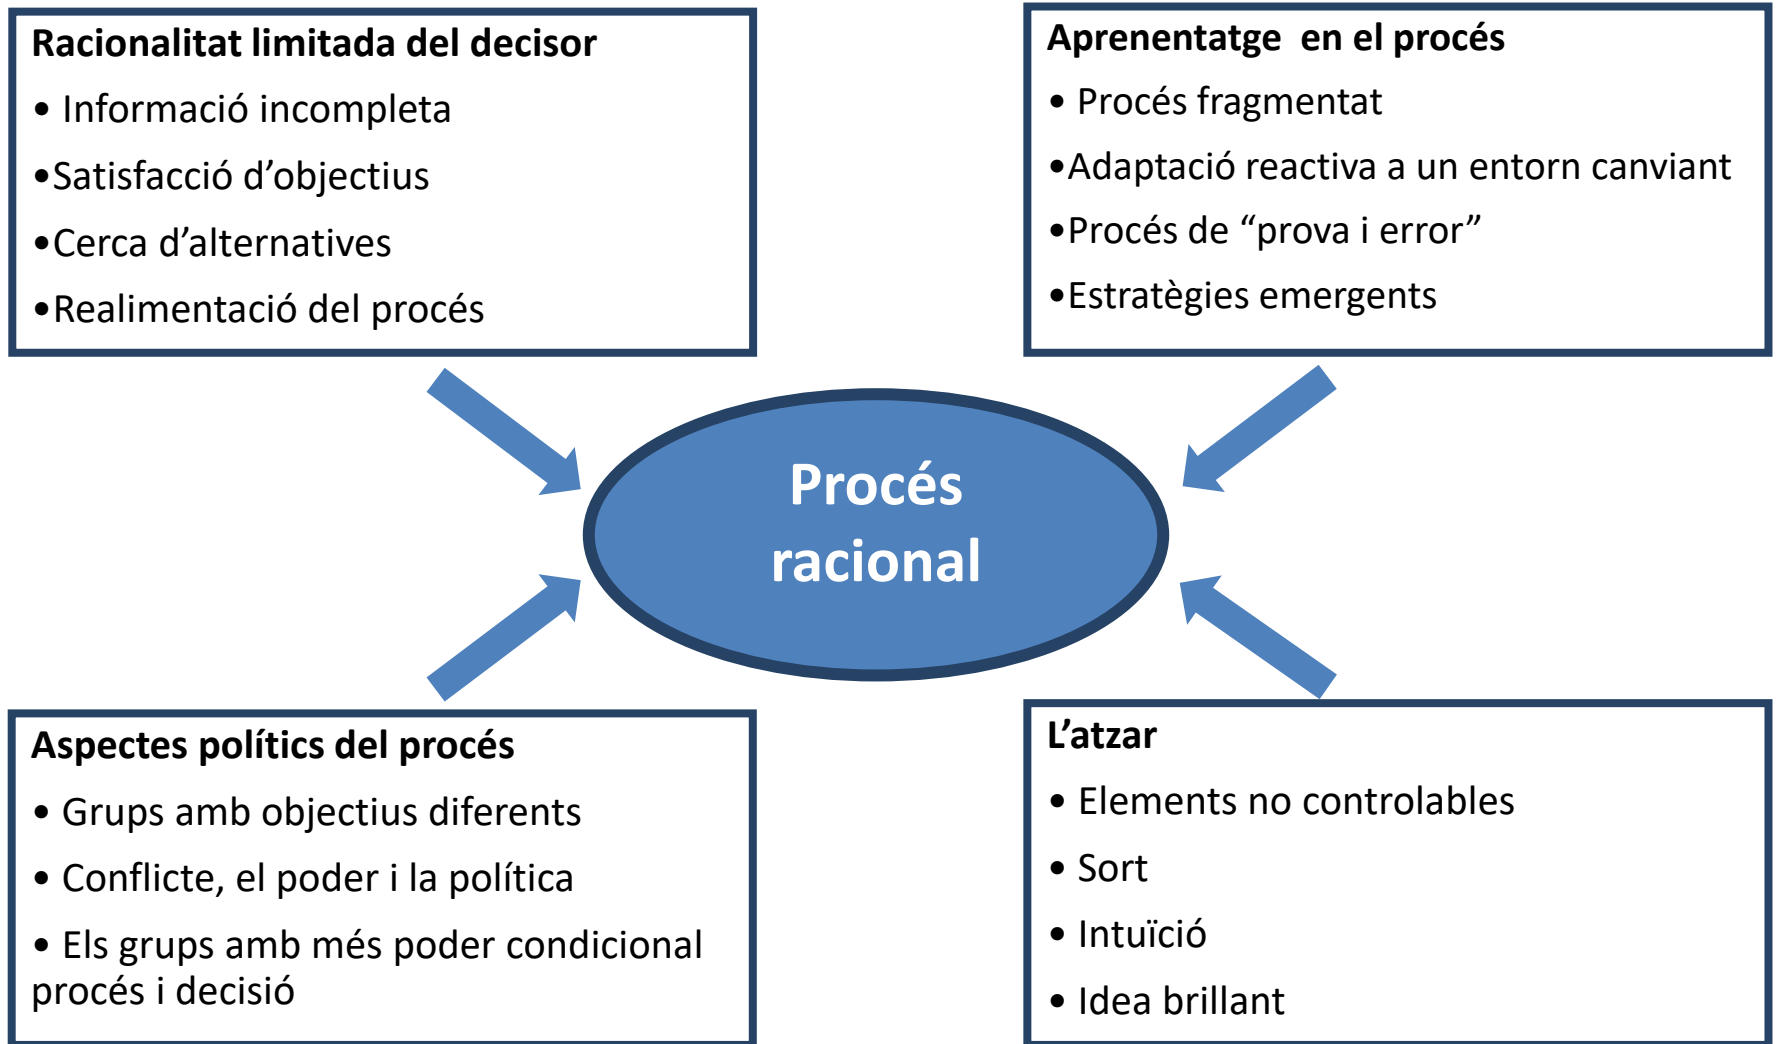 Racionalitat limitada del decisor
• Informació incompleta
•Satisfacció d’objectius
•Cerca d’alternatives
•Realimentació del procés
Aprenentatge  en el procés
• Procés fragmentat
•Adaptació reactiva a un entorn canviant
•Procés de “prova i error”
•Estratègies emergents
Procés
racional
Aspectes polítics del procés
• Grups amb objectius diferents
• Conflicte, el poder i la política
• Els grups amb més poder condicional
procés i decisió
L’atzar
• Elements no controlables
• Sort
• Intuïció
• Idea brillant